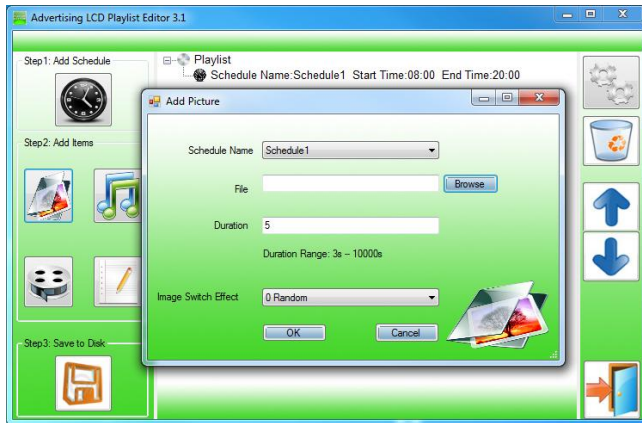 Advertising LCD Playlist Editor 3.1
Step1: Add Schedule
Playlist
Schedule Name:Schedule1 Start Time:08:00 End Time:20:00
Step2: Add Items
Add Picture
Schedule Name Schedule1
File Browse
Duration 5
Duration Range: 3s -- 10000s
Image Switch Effect 0 Random
OK Cancel
Step3: Save to Disk